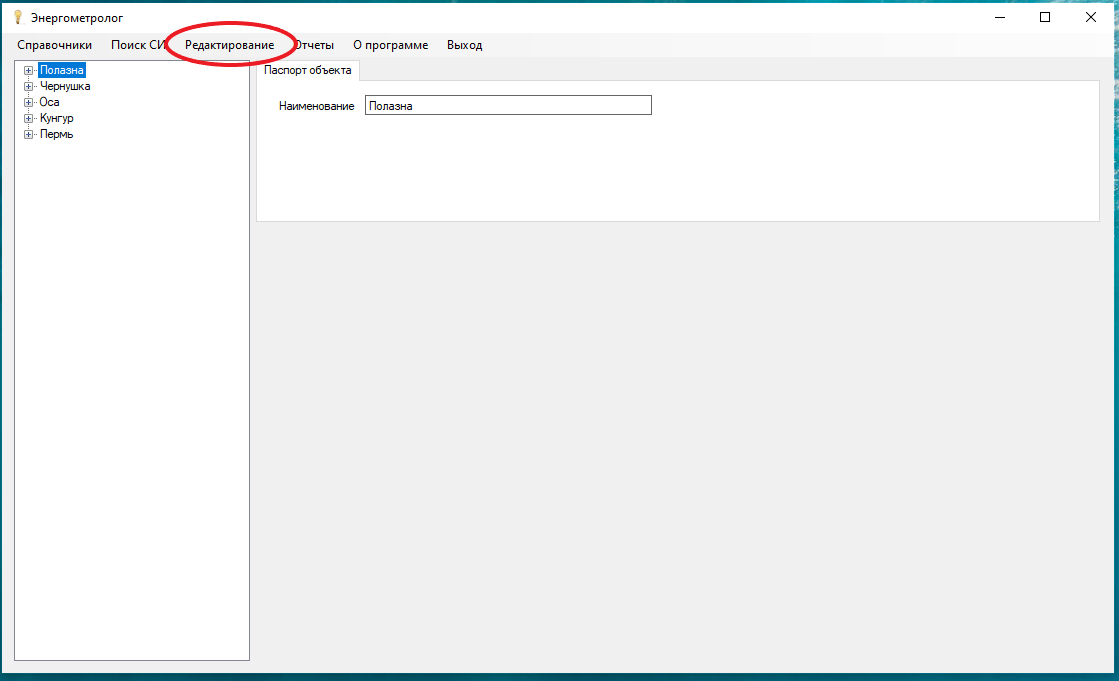 Энергометролог
Справочники Поиск СИ Редактирование Отчеты О программе Выход
Полазна
Чернушка
Оса
Кунгур
Пермь
Паспорт объекта
Наименование Полазна